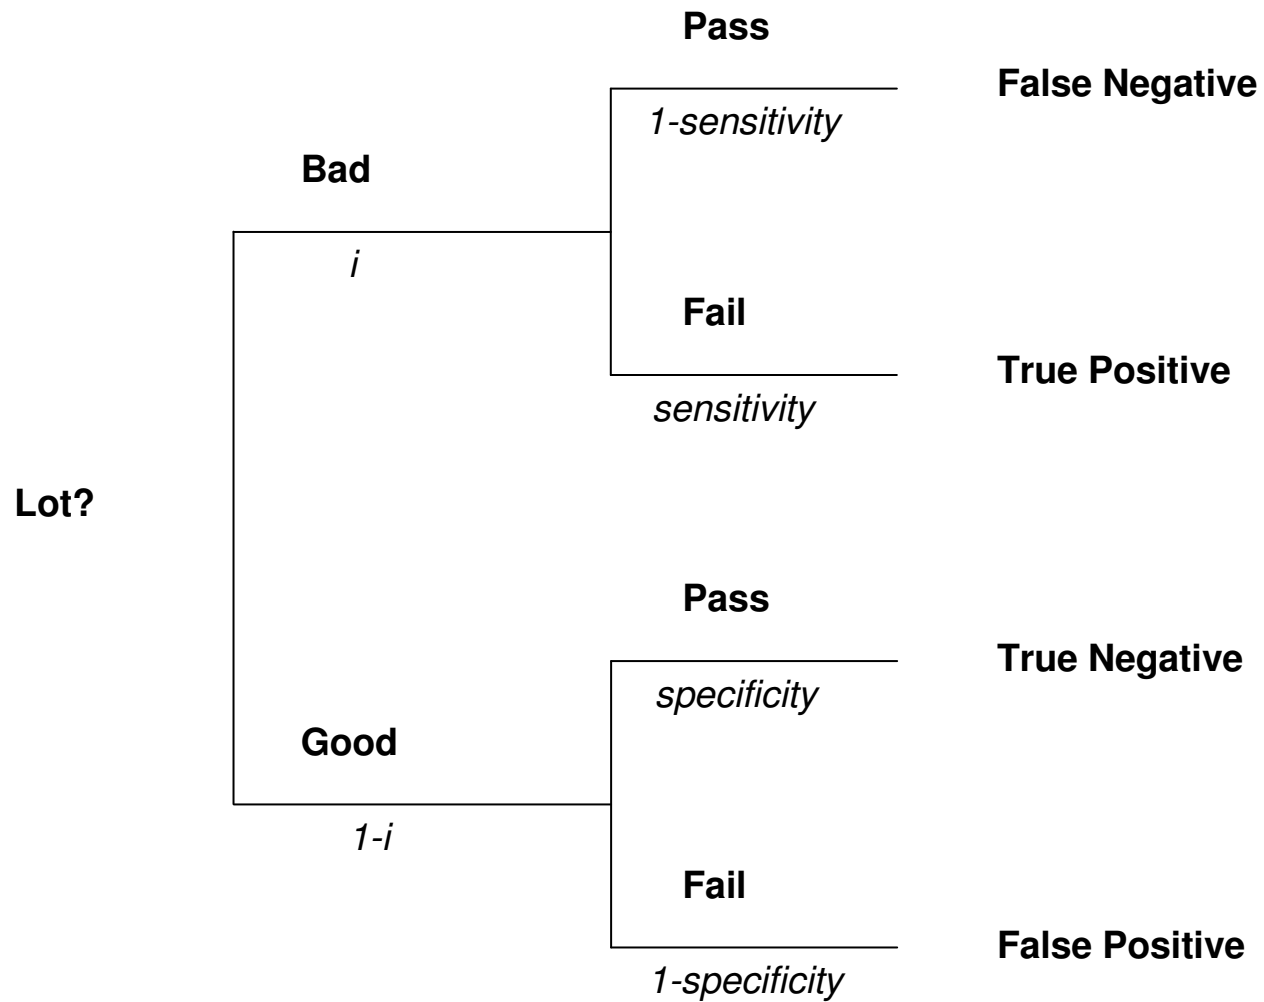 Pass
False Negative
1-sensitivity
Bad
i
Fail
True Positive
sensitivity
Lot?
Pass
True Negative
specificity
Good
1-i
Fail
False Positive
1-specificity